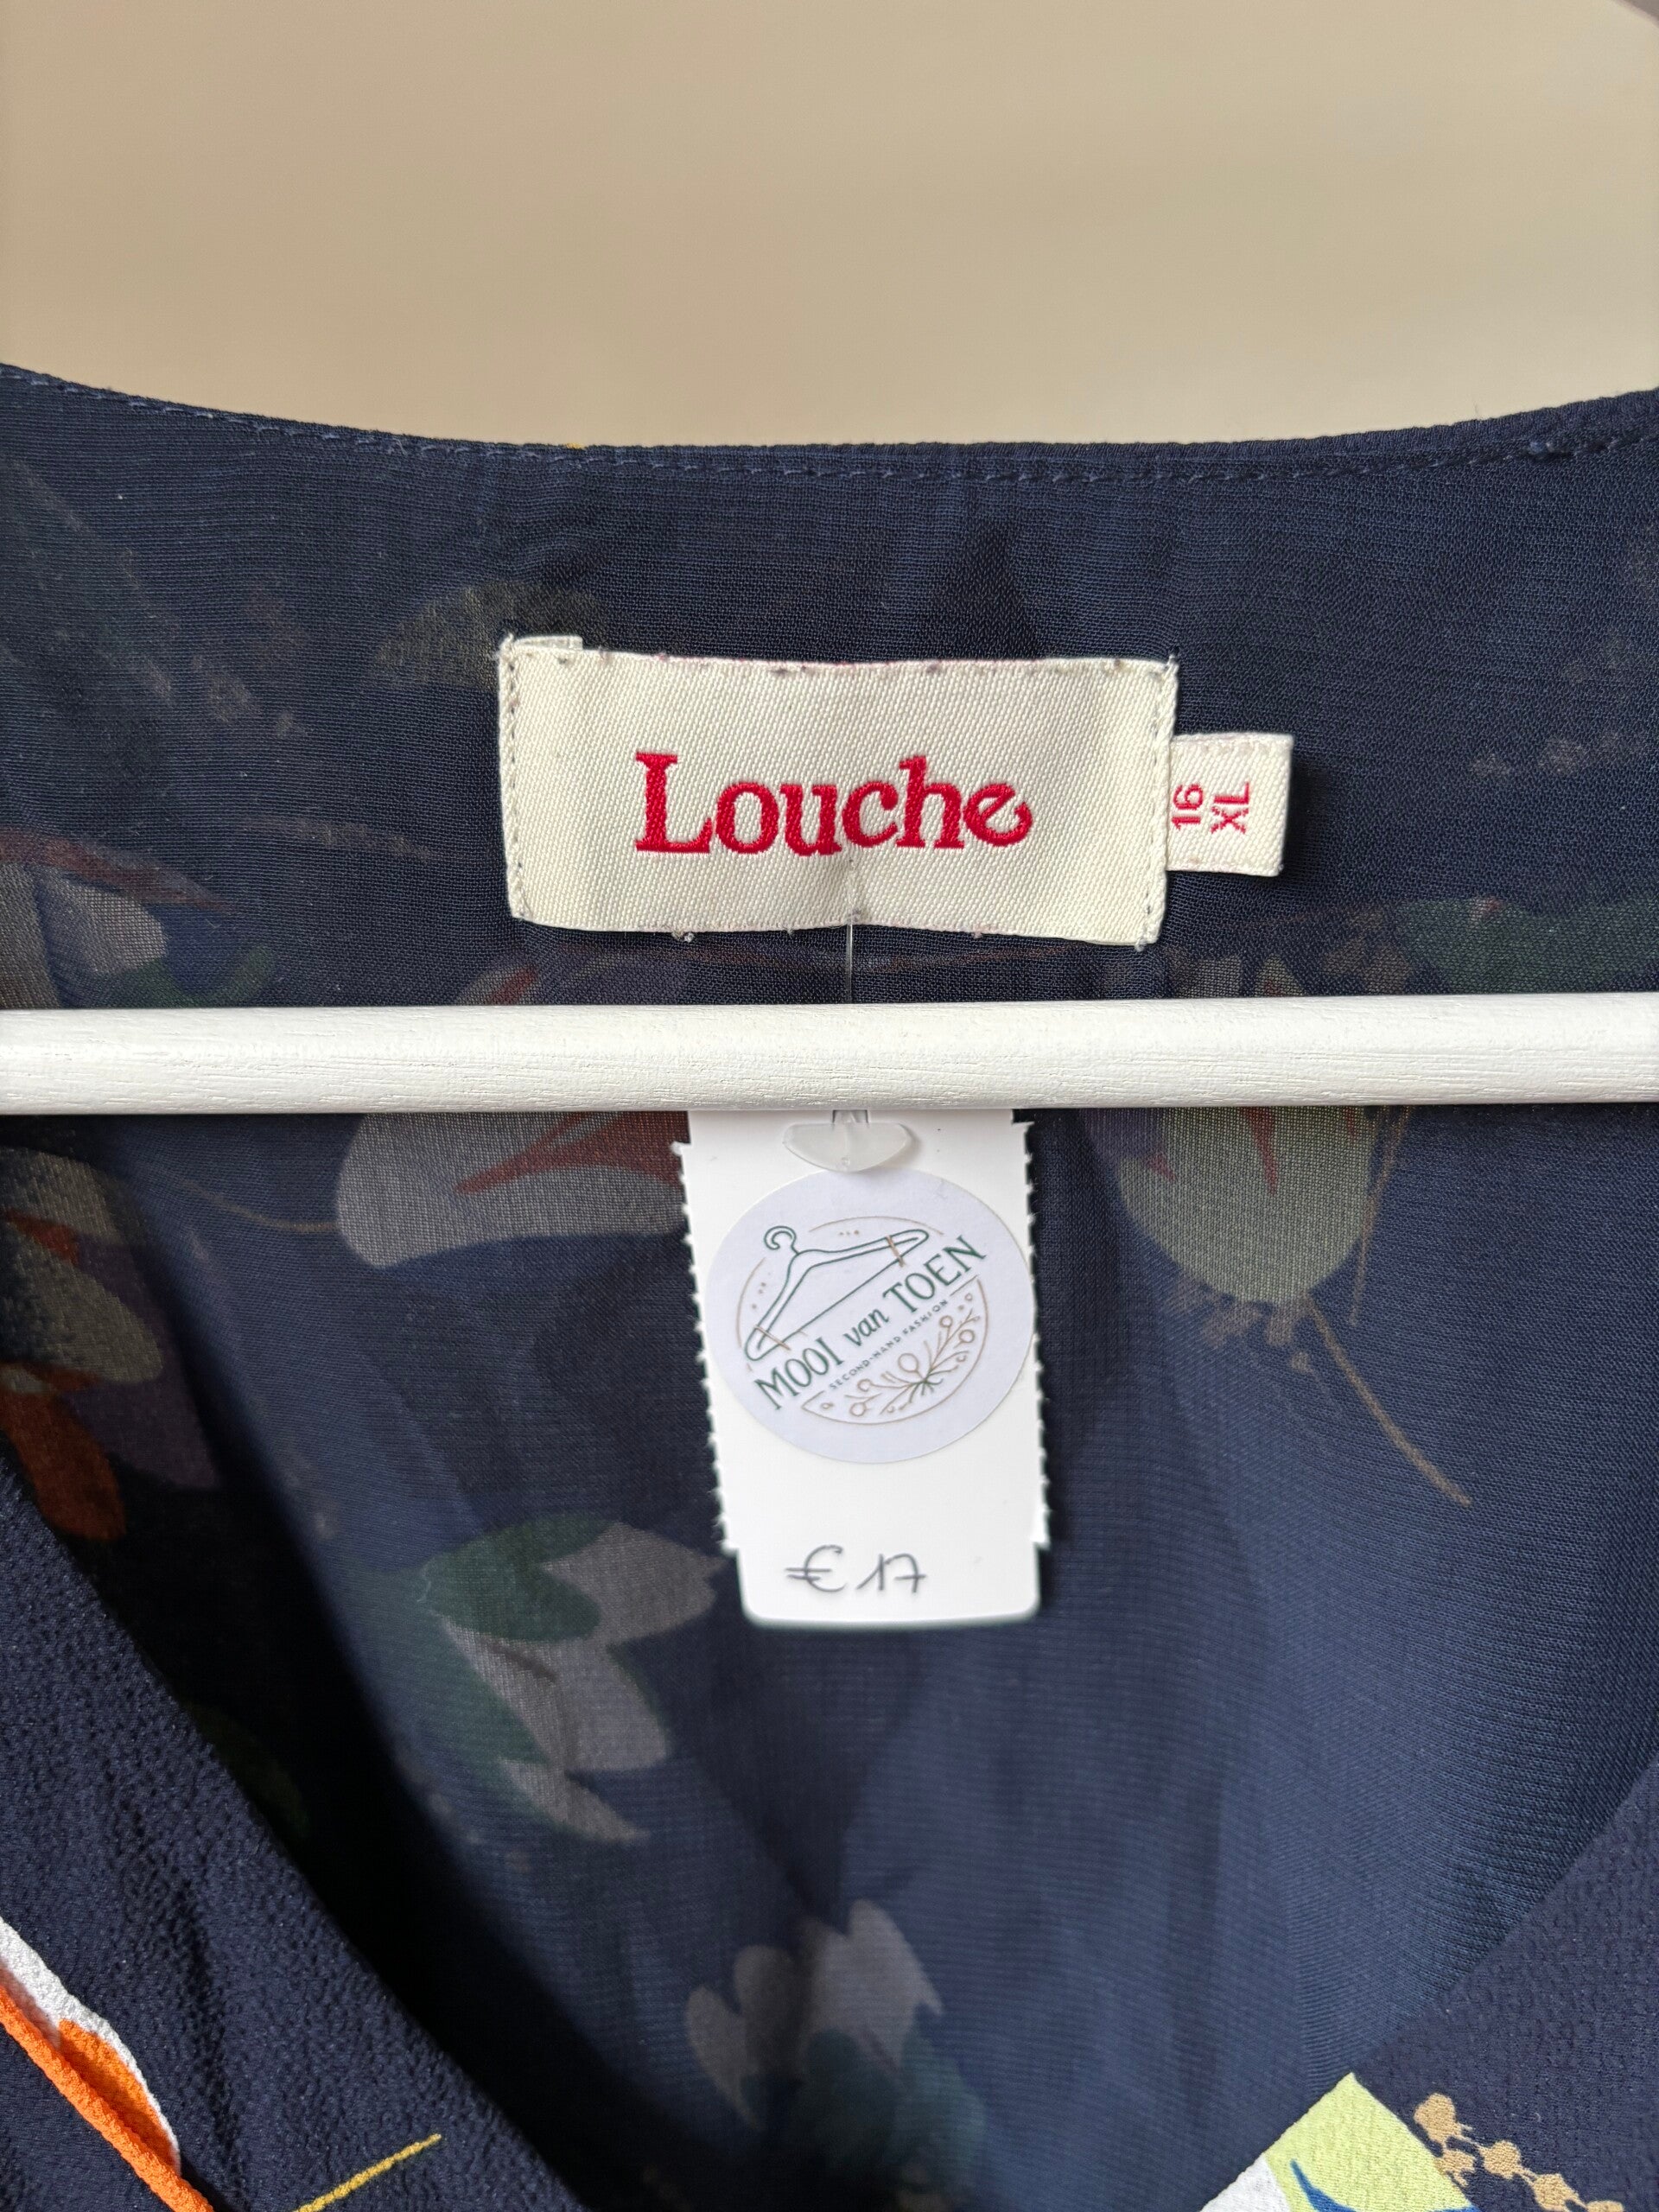 Louche
16
XL
MOOI van TOEN
SECOND-HAND FASHION
€17